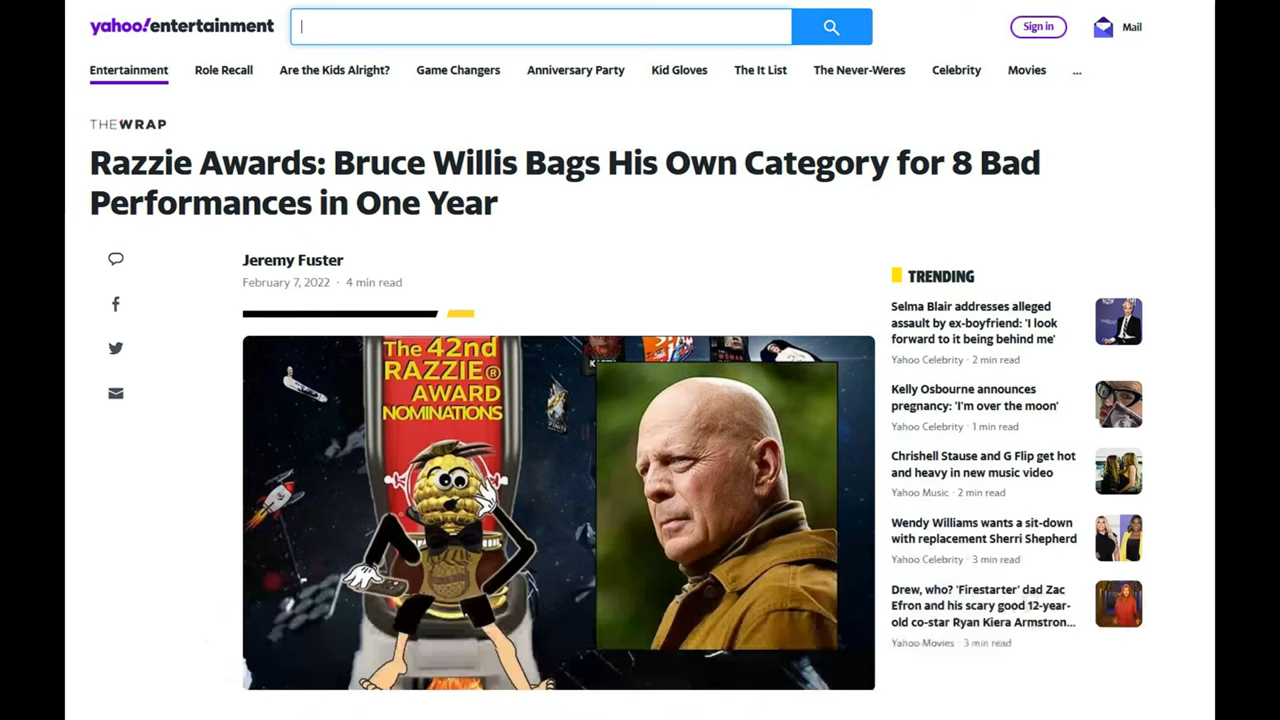 yahoo!entertainment
Sign in
Mail
Entertainment
Role Recall
Are the Kids Alright?
Game Changers
Anniversary Party
Kid Gloves
The It List
The Never-Weres
Celebrity
Movies
...
THEWRAP
Razzie Awards: Bruce Willis Bags His Own Category for 8 Bad
Performances in One Year
Jeremy Fuster
February 7, 2022 · 4 min read
The 42nd
RAZZIE®
AWARD
NOMINATIONS
TRENDING
Selma Blair addresses alleged
assault by ex-boyfriend: 'I look
forward to it being behind me'
Yahoo Celebrity · 2 min read
Kelly Osbourne announces
pregnancy: 'I'm over the moon'
Yahoo Celebrity · 1 min read
Chrishell Stause and G Flip get hot
and heavy in new music video
Yahoo Music · 2 min read
Wendy Williams wants a sit-down
with replacement Sherri Shepherd
Yahoo Celebrity · 3 min read
Drew, who? 'Firestarter' dad Zac
Efron and his scary good 12-year-
old co-star Ryan Kiera Armstron...
Yahoo Movies · 3 min read